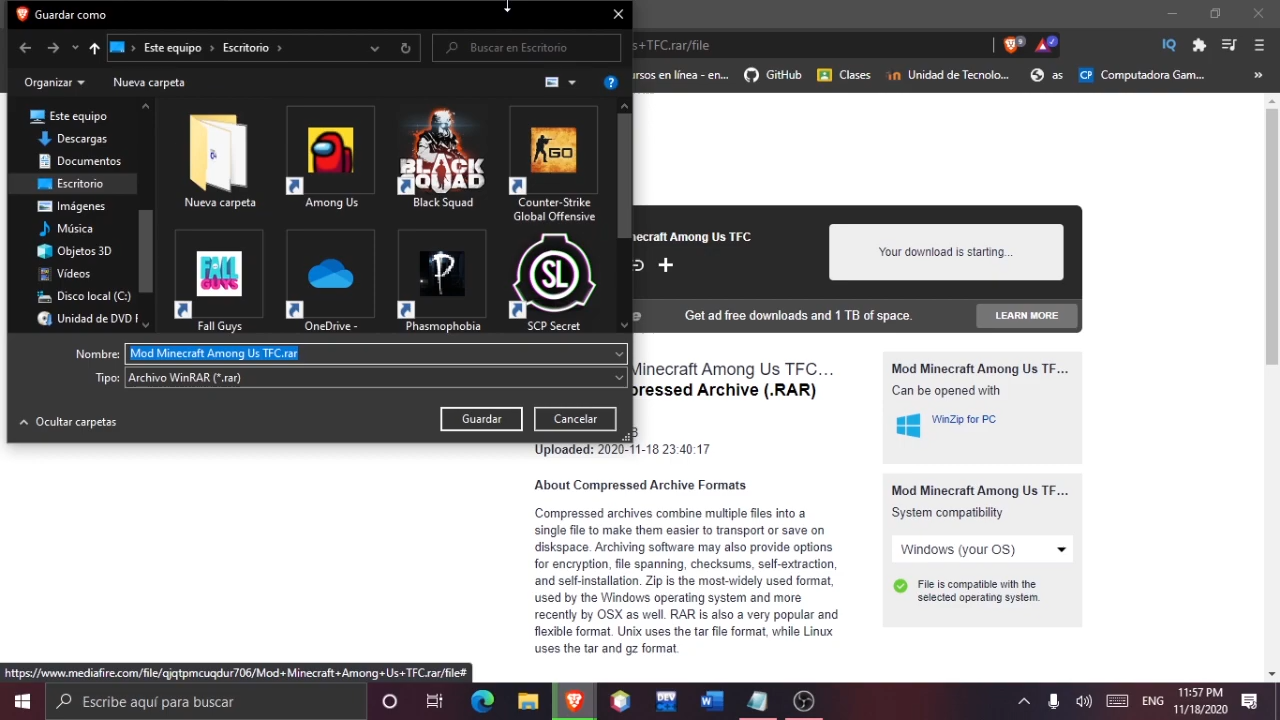 Guardar como
Este equipo
Escritorio
Buscar en Escritorio
s+TFC.rar/file
Organizar
Nueva carpeta
ursos en línea - en...
GitHub
Clases
Unidad de Tecnolo...
as
CP
Computadora Gam...
Este equipo
Descargas
Documentos
Escritorio
Imágenes
Música
Objetos 3D
Vídeos
Disco local (C:)
Unidad de DVD
Nueva carpeta
Among Us
BLACK SQUAD
Black Squad
GO
Counter-Strike
Global Offensive
FALL GUYS
Fall Guys
OneDrive -
Phasmophobia
SL
SCP Secret
Nombre:
Mod Minecraft Among Us TFC.rar
Tipo:
Archivo WinRAR (*.rar)
Ocultar carpetas
Guardar
Cancelar
necraft Among Us TFC
Your download is starting...
e
Get ad free downloads and 1 TB of space.
LEARN MORE
Minecraft Among Us TFC...
pressed Archive (.RAR)
B
Uploaded: 2020-11-18 23:40:17
About Compressed Archive Formats
Compressed archives combine multiple files into a
single file to make them easier to transport or save on
diskspace. Archiving software may also provide options
for encryption, file spanning, checksums, self-extraction,
and self-installation. Zip is the most-widely used format,
used by the Windows operating system and more
recently by OSX as well. RAR is also a very popular and
flexible format. Unix uses the tar file format, while Linux
uses the tar and gz format.
Mod Minecraft Among Us TF...
Can be opened with
WinZip for PC
Mod Minecraft Among Us TF...
System compatibility
Windows (your OS)
File is compatible with the
selected operating system.
https://www.mediafire.com/file/qjqtpmcuqdur706/Mod+Minecraft+Among+Us+TFC.rar/file#
Escribe aquí para buscar
ENG
11:57 PM
11/18/2020